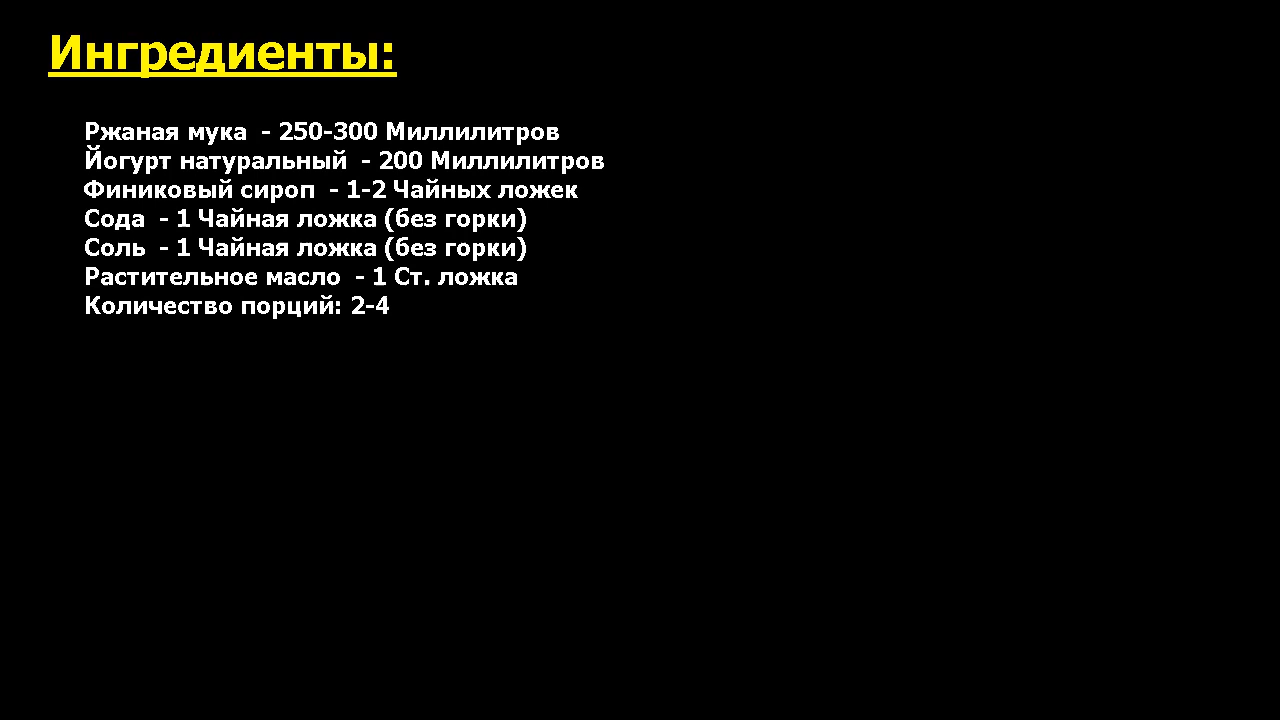 Ингредиенты:
Ржаная мука  - 250-300 Миллилитров
Йогурт натуральный  - 200 Миллилитров
Финиковый сироп  - 1-2 Чайных ложек
Сода  - 1 Чайная ложка (без горки)
Соль  - 1 Чайная ложка (без горки)
Растительное масло  - 1 Ст. ложка
Количество порций: 2-4